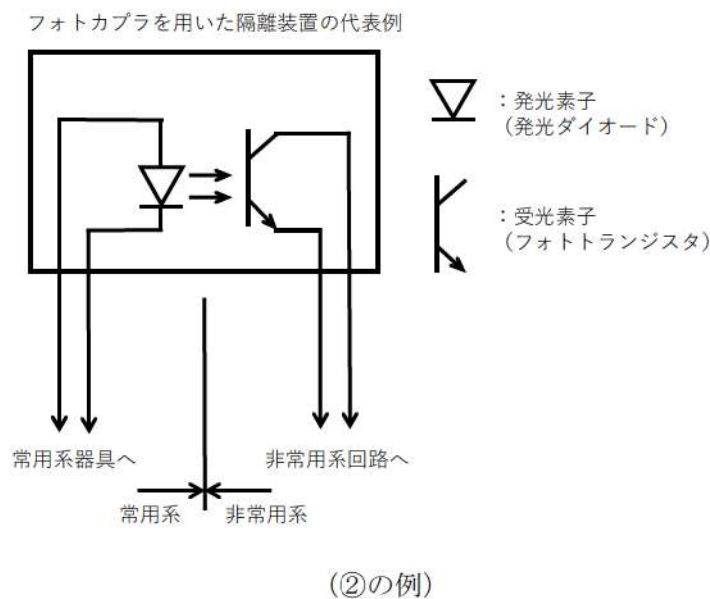 フォトカプラを用いた隔離装置の代表例
：発光素子
（発光ダイオード）
：受光素子
（フォトトランジスタ）
常用系器具へ
非常用系回路へ
常用系
非常用系
（②の例）